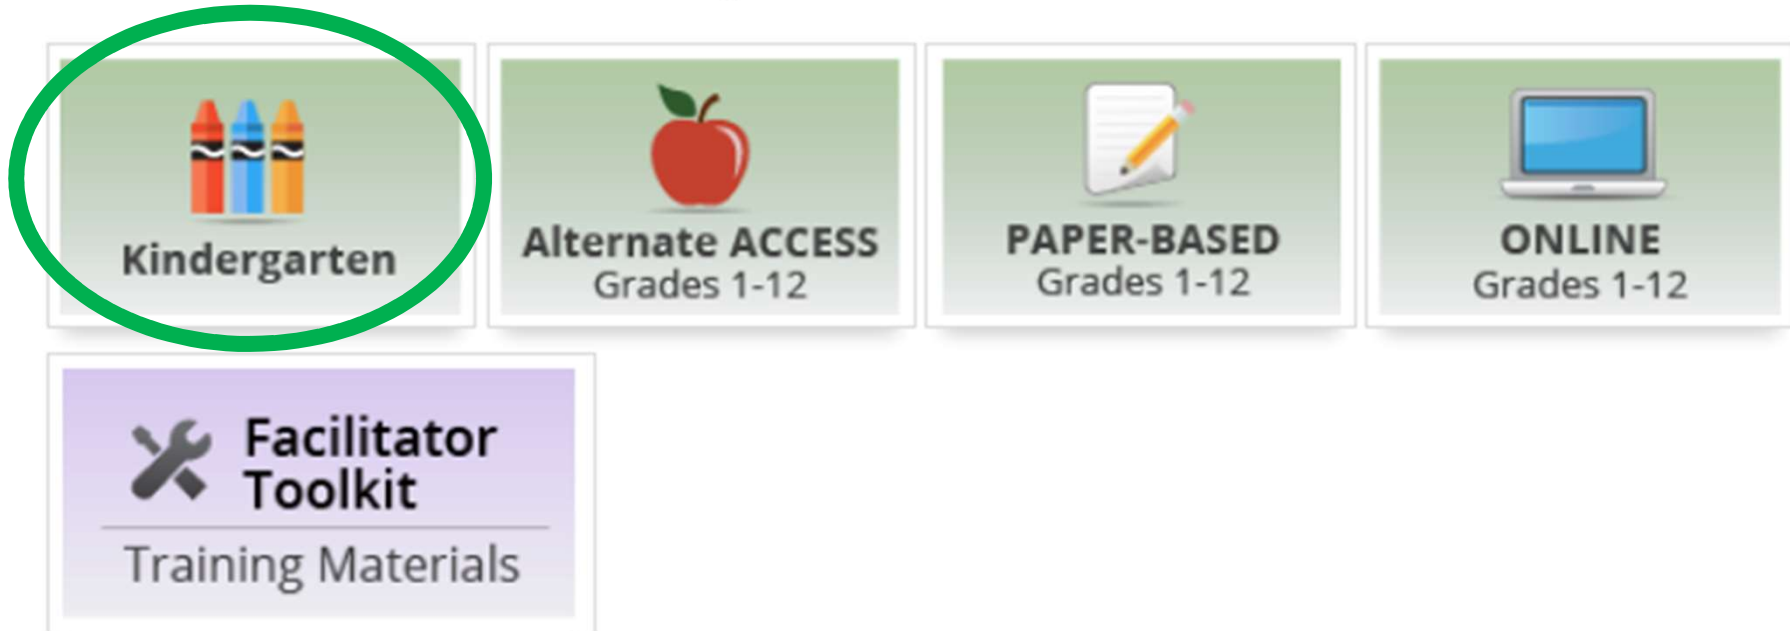 Kindergarten
Alternate ACCESS
Grades 1-12
PAPER-BASED
Grades 1-12
ONLINE
Grades 1-12
Facilitator
Toolkit
Training Materials